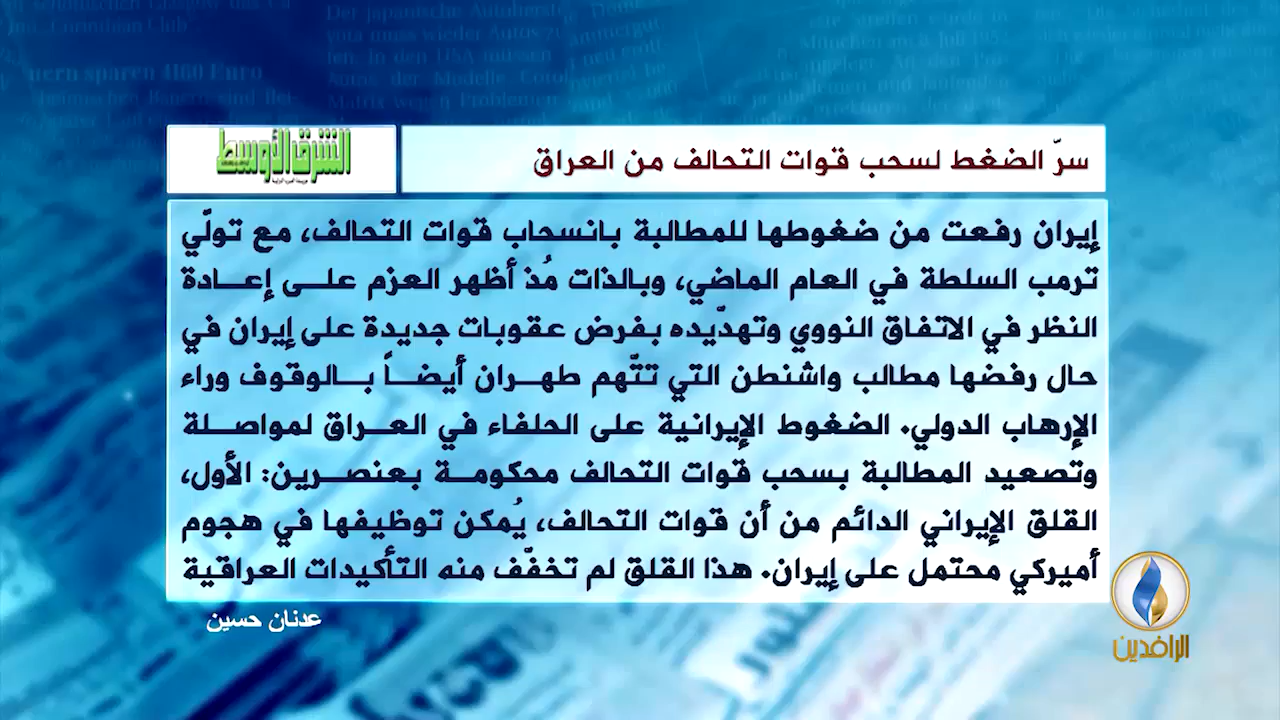 سرّ الضغط لسحب قوات التحالف من العراق
الشرق الأوسط
إيران رفعت من ضغوطها للمطالبة بانسحاب قوات التحالف، مع تولّي
ترمب السلطة في العام الماضي، وبالذات مُذ أظهر العزم على إعادة
النظر في الاتفاق النووي وتهدّيده بفرض عقوبات جديدة على إيران في
حال رفضها مطالب واشنطن التي تتّهم طهران أيضاً بالوقوف وراء
الإرهاب الدولي. الضغوط الإيرانية على الحلفاء في العراق لمواصلة
وتصعيد المطالبة بسحب قوات التحالف محكومة بعنصرين: الأول،
القلق الإيراني الدائم من أن قوات التحالف، يُمكن توظيفها في هجوم
أميركي محتمل على إيران. هذا القلق لم تخفّف منه التأكيدات العراقية
عدنان حسين
الرافدين